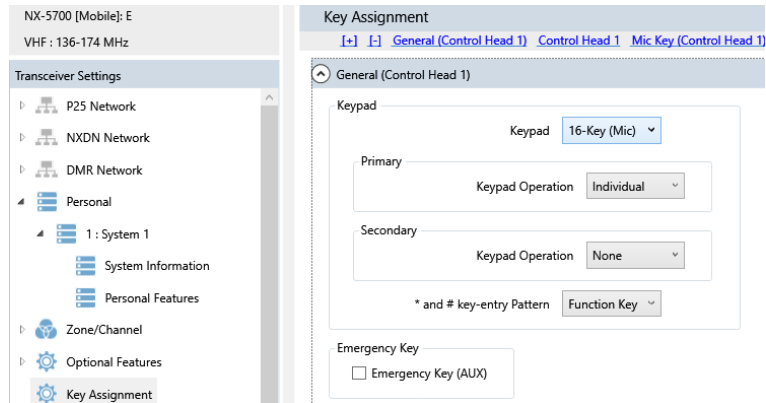 NX-5700 [Mobile]: E
VHF : 136-174 MHz
Transceiver Settings
P25 Network
NXDN Network
DMR Network
Personal
1 : System 1
System Information
Personal Features
Zone/Channel
Optional Features
Key Assignment
Key Assignment
[+] [-] General (Control Head 1) Control Head 1 Mic Key (Control Head 1)
General (Control Head 1)
Keypad
Keypad 16-Key (Mic)
Primary
Keypad Operation Individual
Secondary
Keypad Operation None
* and # key-entry Pattern Function Key
Emergency Key
Emergency Key (AUX)